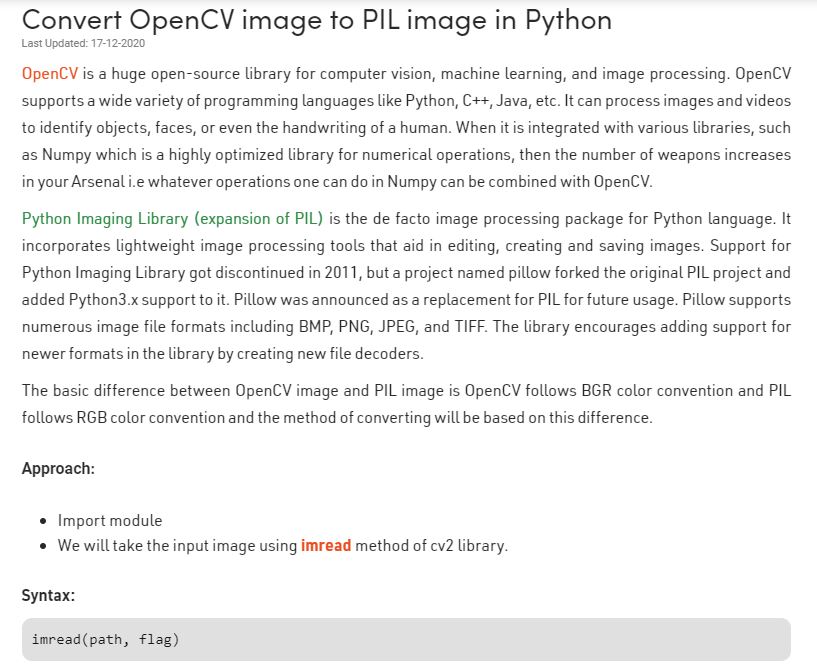 Convert OpenCV image to PIL image in Python
Last Updated: 17-12-2020
OpenCV is a huge open-source library for computer vision, machine learning, and image processing. OpenCV
supports a wide variety of programming languages like Python, C++, Java, etc. It can process images and videos
to identify objects, faces, or even the handwriting of a human. When it is integrated with various libraries, such
as Numpy which is a highly optimized library for numerical operations, then the number of weapons increases
in your Arsenal i.e whatever operations one can do in Numpy can be combined with OpenCV.
Python Imaging Library (expansion of PIL) is the de facto image processing package for Python language. It
incorporates lightweight image processing tools that aid in editing, creating and saving images. Support for
Python Imaging Library got discontinued in 2011, but a project named pillow forked the original PIL project and
added Python3.x support to it. Pillow was announced as a replacement for PIL for future usage. Pillow supports
numerous image file formats including BMP, PNG, JPEG, and TIFF. The library encourages adding support for
newer formats in the library by creating new file decoders.
The basic difference between OpenCV image and PIL image is OpenCV follows BGR color convention and PIL
follows RGB color convention and the method of converting will be based on this difference.
Approach:
• Import module
• We will take the input image using imread method of cv2 library.
Syntax:
imread(path, flag)